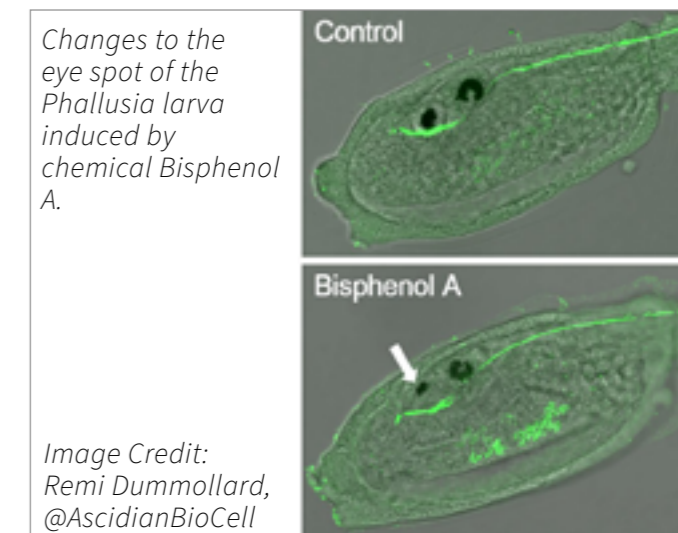 Changes to the
eye spot of the
Phallusia larva
induced by
chemical Bisphenol
A.
Image Credit:
Remi Dummollard,
@AscidianBioCell
Control
Bisphenol A